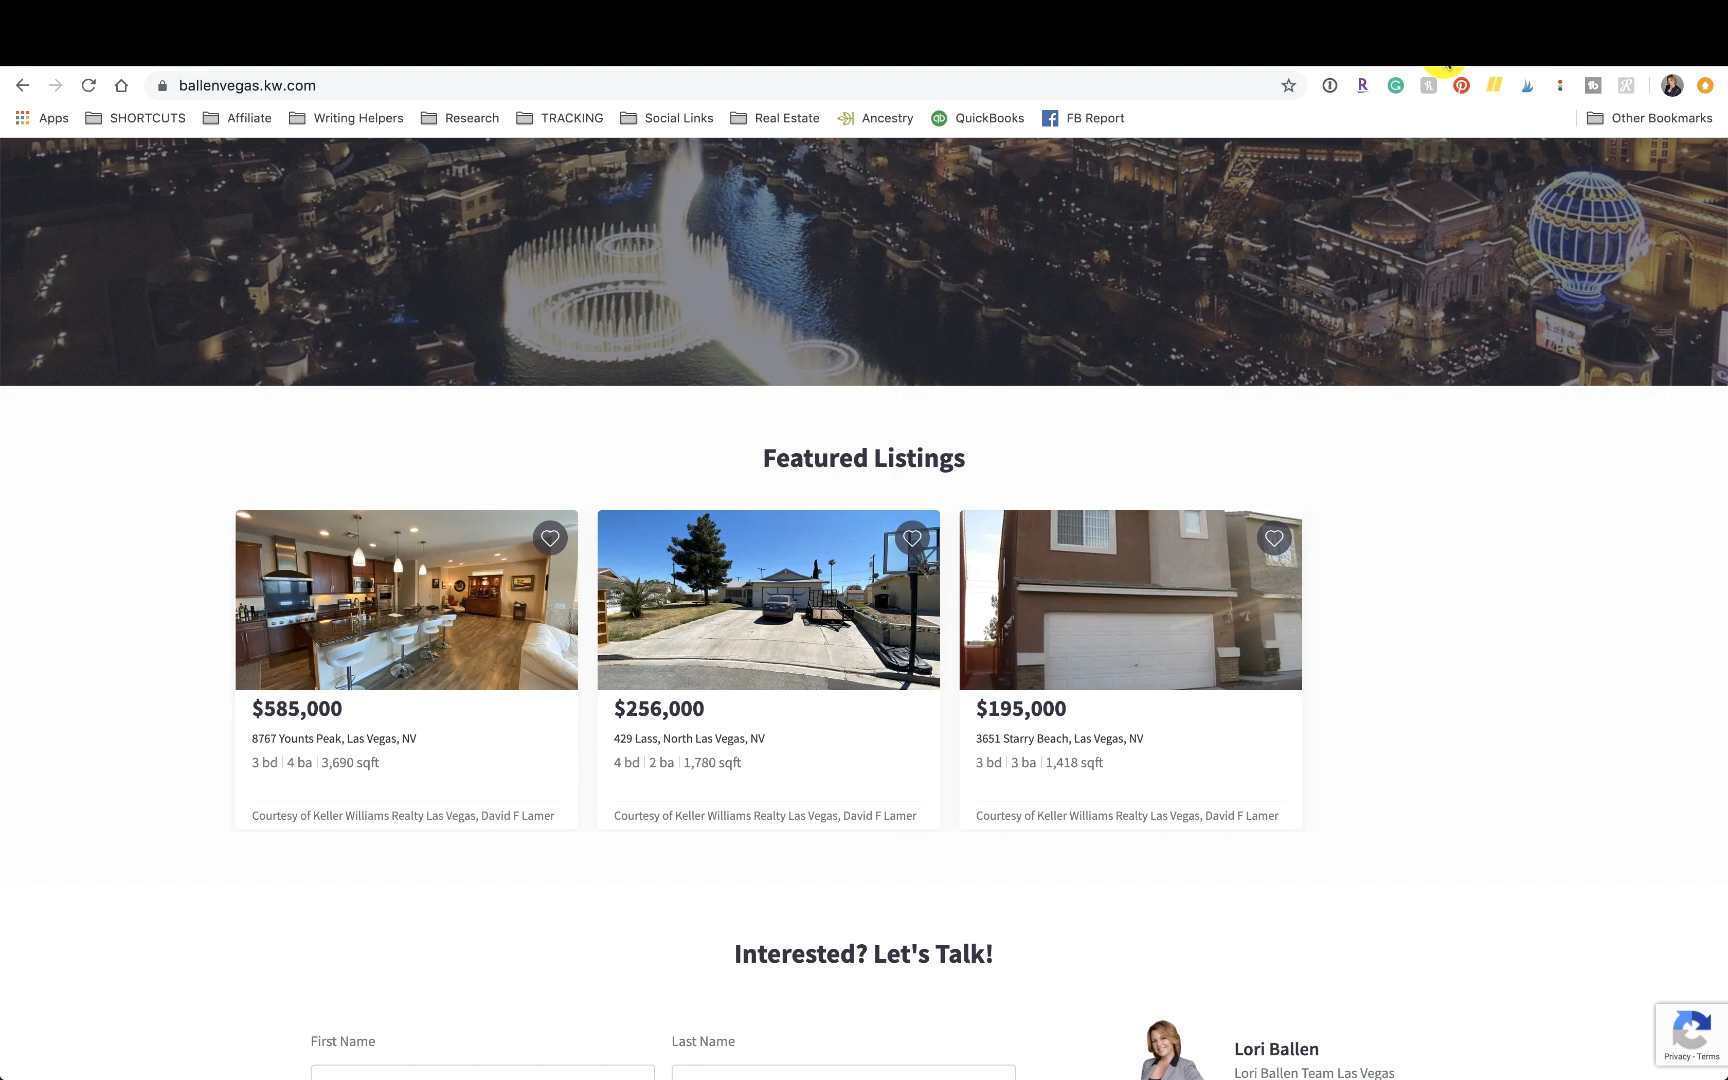 ballenvegas.kw.com
Apps SHORTCUTS Affiliate Writing Helpers Research TRACKING Social Links Real Estate Ancestry QuickBooks FB Report Other Bookmarks
Featured Listings
$585,000
8767 Younts Peak, Las Vegas, NV
3 bd | 4 ba | 3,690 sqft
Courtesy of Keller Williams Realty Las Vegas, David F Lamer
$256,000
429 Lass, North Las Vegas, NV
4 bd | 2 ba | 1,780 sqft
Courtesy of Keller Williams Realty Las Vegas, David F Lamer
$195,000
3651 Starry Beach, Las Vegas, NV
3 bd | 3 ba | 1,418 sqft
Courtesy of Keller Williams Realty Las Vegas, David F Lamer
Interested? Let's Talk!
First Name
Last Name
Lori Ballen
Lori Ballen Team Las Vegas
Privacy - Terms